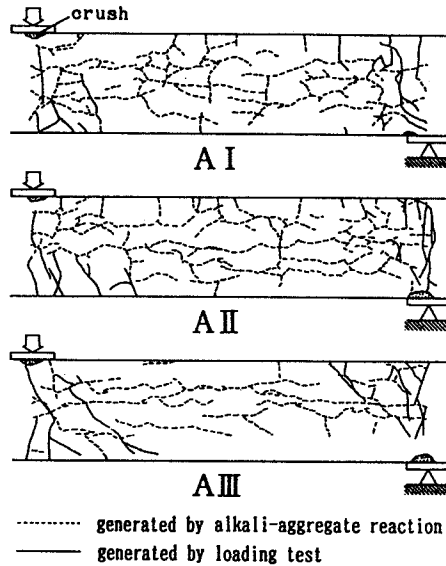 crush
A I
A II
A III
generated by alkali-aggregate reaction
generated by loading test